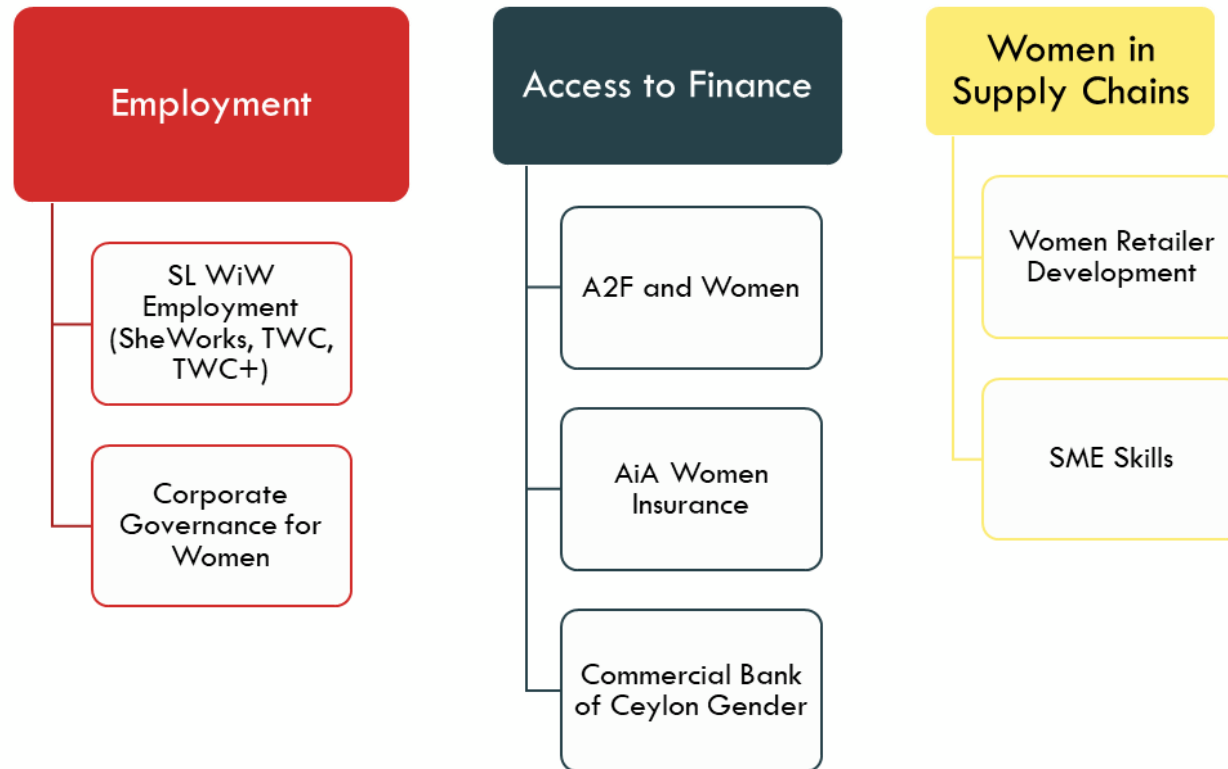 Employment
SL WiW
Employment
(SheWorks, TWC,
TWC+)
Corporate
Governance for
Women
Access to Finance
A2F and Women
AiA Women
Insurance
Commercial Bank
of Ceylon Gender
Women in
Supply Chains
Women Retailer
Development
SME Skills